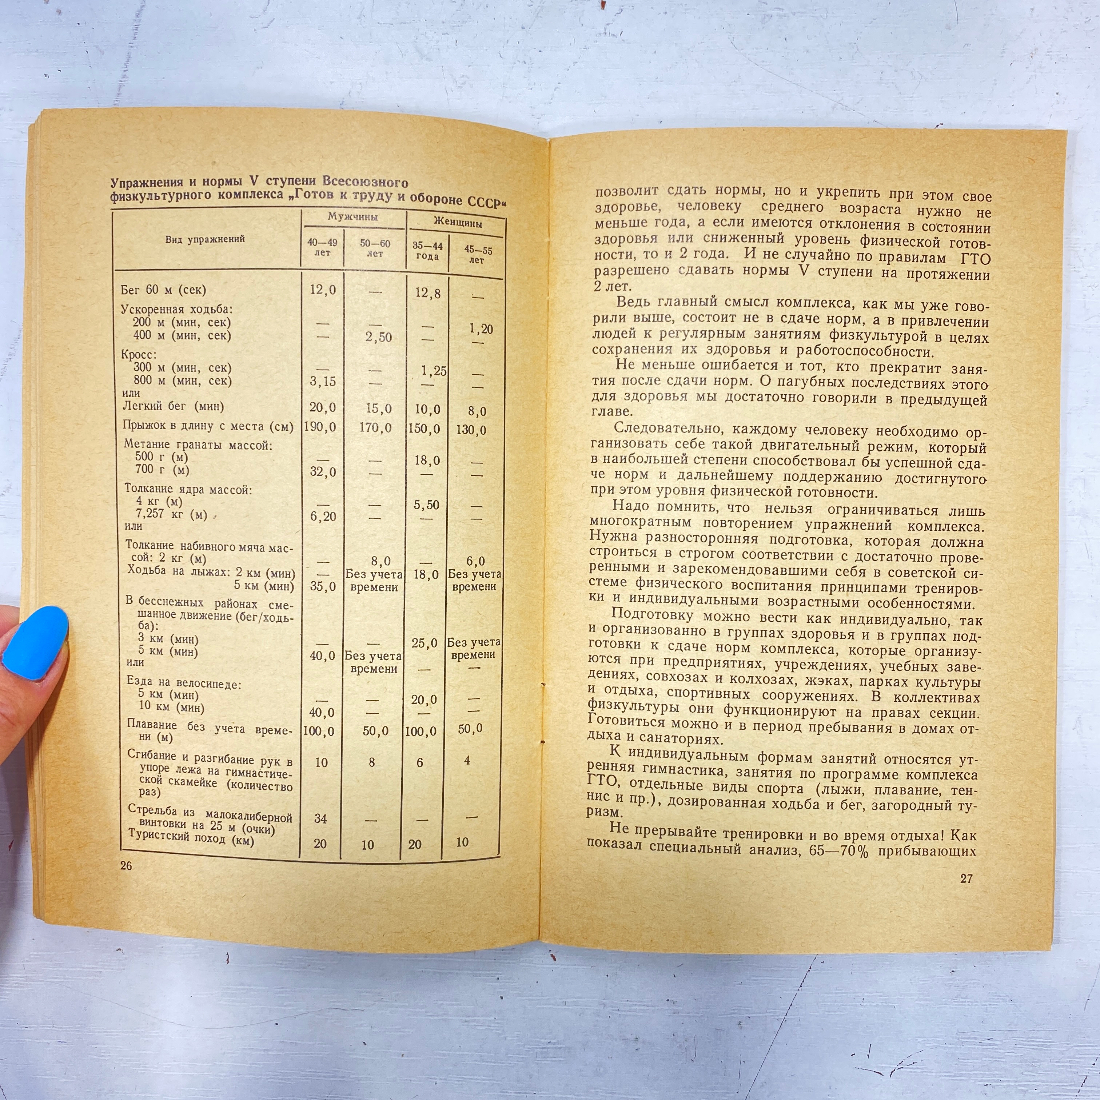 Упражнения и нормы V ступени Всесоюзного
физкультурного комплекса „Готов к труду и обороне СССР“
Вид упражнений
Мужчины
Женщины
40—49 лет
50—60 лет
35—44 года
45—55 лет
Бег 60 м (сек) 12,0 — 12,8 —
Ускоренная ходьба:
200 м (мин, сек) — — — 1,20
400 м (мин, сек) — 2,50 — —
Кросс:
300 м (мин, сек) — — 1,25 —
800 м (мин, сек) 3,15 — — —
или
Легкий бег (мин) 20,0 15,0 10,0 8,0
Прыжок в длину с места (см) 190,0 170,0 150,0 130,0
Метание гранаты массой:
500 г (м) — — 18,0 —
700 г (м) 32,0 — — —
Толкание ядра массой:
4 кг (м) — — 5,50 —
7,257 кг (м) 6,20 — — —
или
Толкание набивного мяча мас-
сой: 2 кг (м) — 8,0 — 6,0
Ходьба на лыжах: 2 км (мин) — Без учета 18,0 Без учета
5 км (мин) 35,0 времени времени
В бесснежных районах сме-
шанное движение (бег/ходь-
ба):
3 км (мин) — — 25,0 Без учета
5 км (мин) 40,0 Без учета времени
или времени — —
Езда на велосипеде:
5 км (мин) — — 20,0 —
10 км (мин) 40,0 — — —
Плавание без учета време-
ни (м) 100,0 50,0 100,0 50,0
Сгибание и разгибание рук в 10 8 6 4
упоре лежа на гимнастиче-
ской скамейке (количество
раз)
Стрельба из малокалиберной 34 — — —
винтовки на 25 м (очки)
Туристский поход (км) 20 10 20 10
26
позволит сдать нормы, но и укрепить при этом свое
здоровье, человеку среднего возраста нужно не
меньше года, а если имеются отклонения в состоянии
здоровья или сниженный уровень физической готов-
ности, то и 2 года. И не случайно по правилам ГТО
разрешено сдавать нормы V ступени на протяжении
2 лет.
Ведь главный смысл комплекса, как мы уже гово-
рили выше, состоит не в сдаче норм, а в привлечении
людей к регулярным занятиям физкультурой в целях
сохранения их здоровья и работоспособности.
Не меньше ошибается и тот, кто прекратит заня-
тия после сдачи норм. О пагубных последствиях этого
для здоровья мы достаточно говорили в предыдущей
главе.
Следовательно, каждому человеку необходимо ор-
ганизовать себе такой двигательный режим, который
в наибольшей степени способствовал бы успешной сда-
че норм и дальнейшему поддержанию достигнутого
при этом уровня физической готовности.
Надо помнить, что нельзя ограничиваться лишь
многократным повторением упражнений комплекса.
Нужна разносторонняя подготовка, которая должна
строиться в строгом соответствии с достаточно прове-
ренными и зарекомендовавшими себя в советской си-
стеме физического воспитания принципами трениров-
ки и индивидуальными возрастными особенностями.
Подготовку можно вести как индивидуально, так
и организованно в группах здоровья и в группах под-
готовки к сдаче норм комплекса, которые организу-
ются при предприятиях, учреждениях, учебных заве-
дениях, совхозах и колхозах, жэках, парках культуры
и отдыха, спортивных сооружениях. В коллективах
физкультуры они функционируют на правах секции.
Готовиться можно и в период пребывания в домах от-
дыха и санаториях.
К индивидуальным формам занятий относятся ут-
ренняя гимнастика, занятия по программе комплекса
ГТО, отдельные виды спорта (лыжи, плавание, тен-
нис и пр.), дозированная ходьба и бег, загородный ту-
ризм.
Не прерывайте тренировки и во время отдыха! Как
показал специальный анализ, 65—70% прибывающих
27